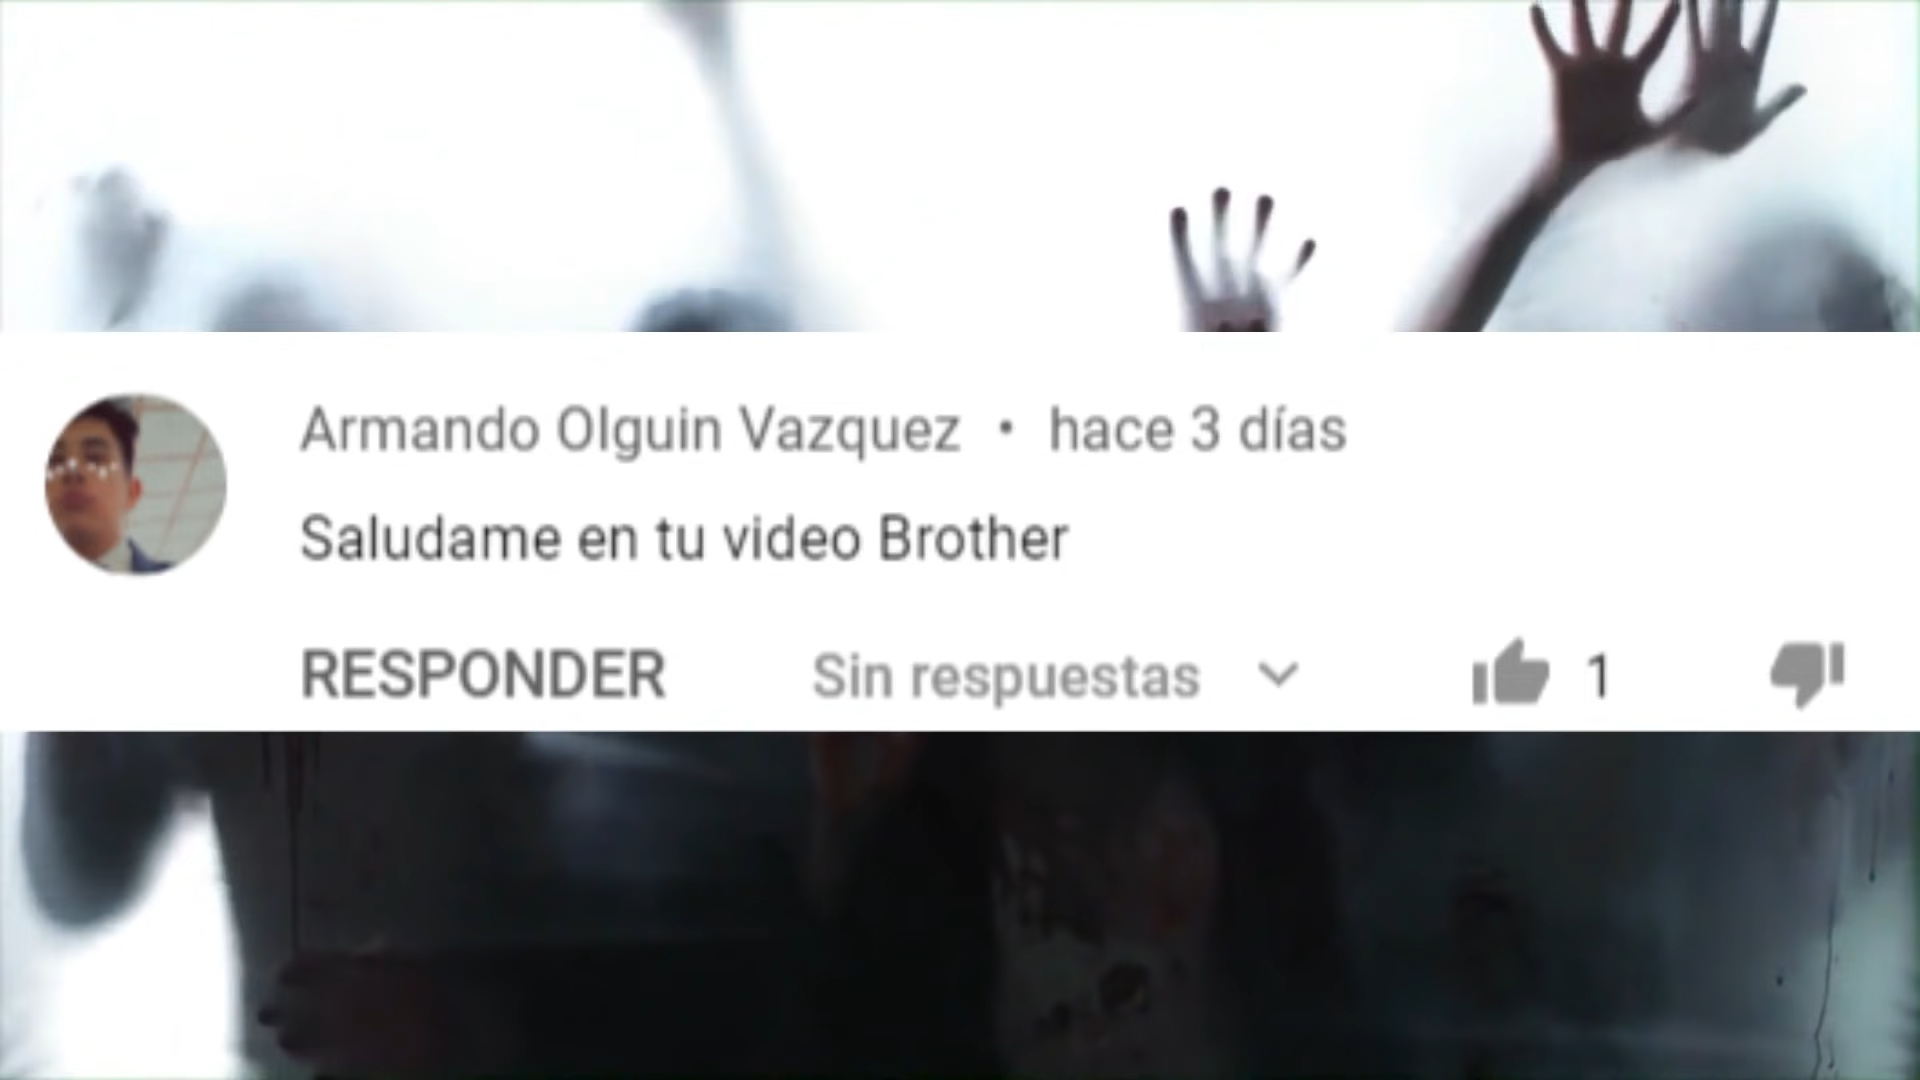 Armando Olguin Vazquez • hace 3 días
Saludame en tu video Brother
RESPONDER Sin respuestas 1